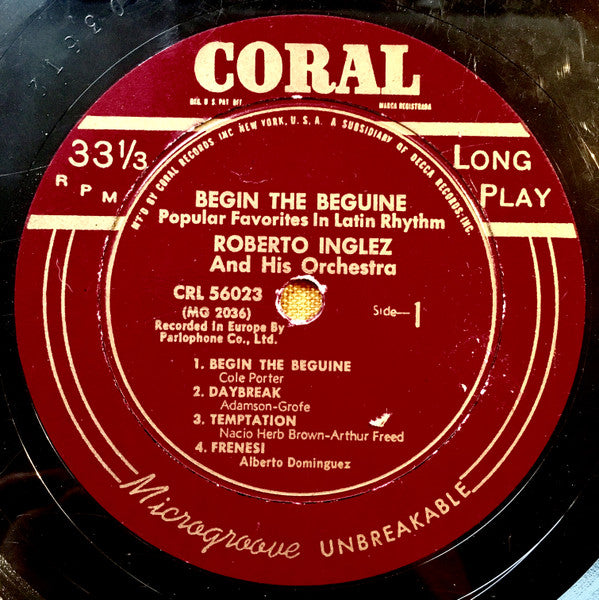 CORAL
REG. U S PAT OFF.
MARCA REGISTRADA
33 1/3
RPM
LONG
PLAY
M'F'D BY CORAL RECORDS INC NEW YORK, U. S. A. A SUBSIDIARY OF DECCA RECORDS, INC.
BEGIN THE BEGUINE
Popular Favorites In Latin Rhythm
ROBERTO INGLEZ
And His Orchestra
CRL 56023
(MG 2036)
Recorded In Europe By
Parlophone Co., Ltd.
Side—1
1. BEGIN THE BEGUINE
Cole Porter
2. DAYBREAK
Adamson-Grofe
3. TEMPTATION
Nacio Herb Brown-Arthur Freed
4. FRENESI
Alberto Dominguez
Microgroove UNBREAKABLE